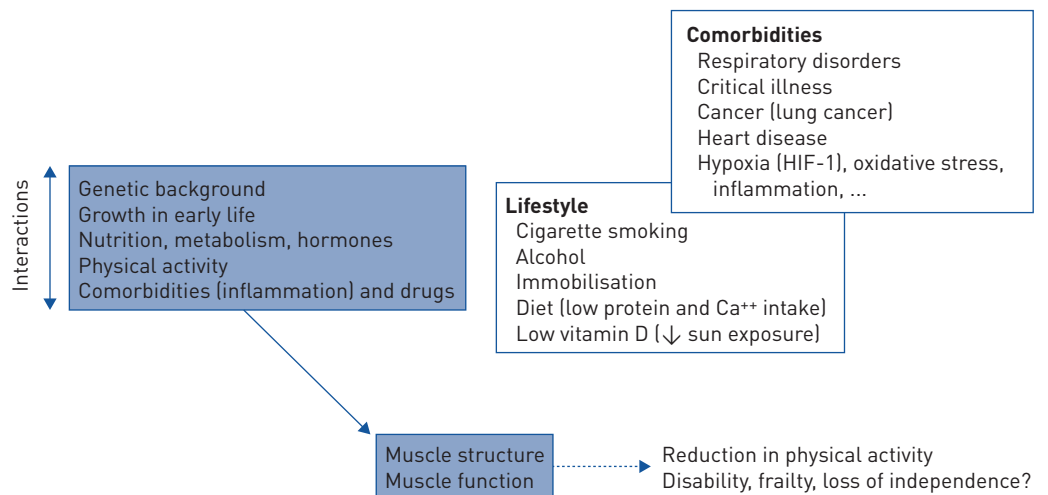 Comorbidities
Respiratory disorders
Critical illness
Cancer (lung cancer)
Heart disease
Hypoxia (HIF-1), oxidative stress,
inflammation, ...
Interactions
Genetic background
Growth in early life
Nutrition, metabolism, hormones
Physical activity
Comorbidities (inflammation) and drugs
Lifestyle
Cigarette smoking
Alcohol
Immobilisation
Diet (low protein and Ca⁺⁺ intake)
Low vitamin D (↓ sun exposure)
Muscle structure
Muscle function
Reduction in physical activity
Disability, frailty, loss of independence?